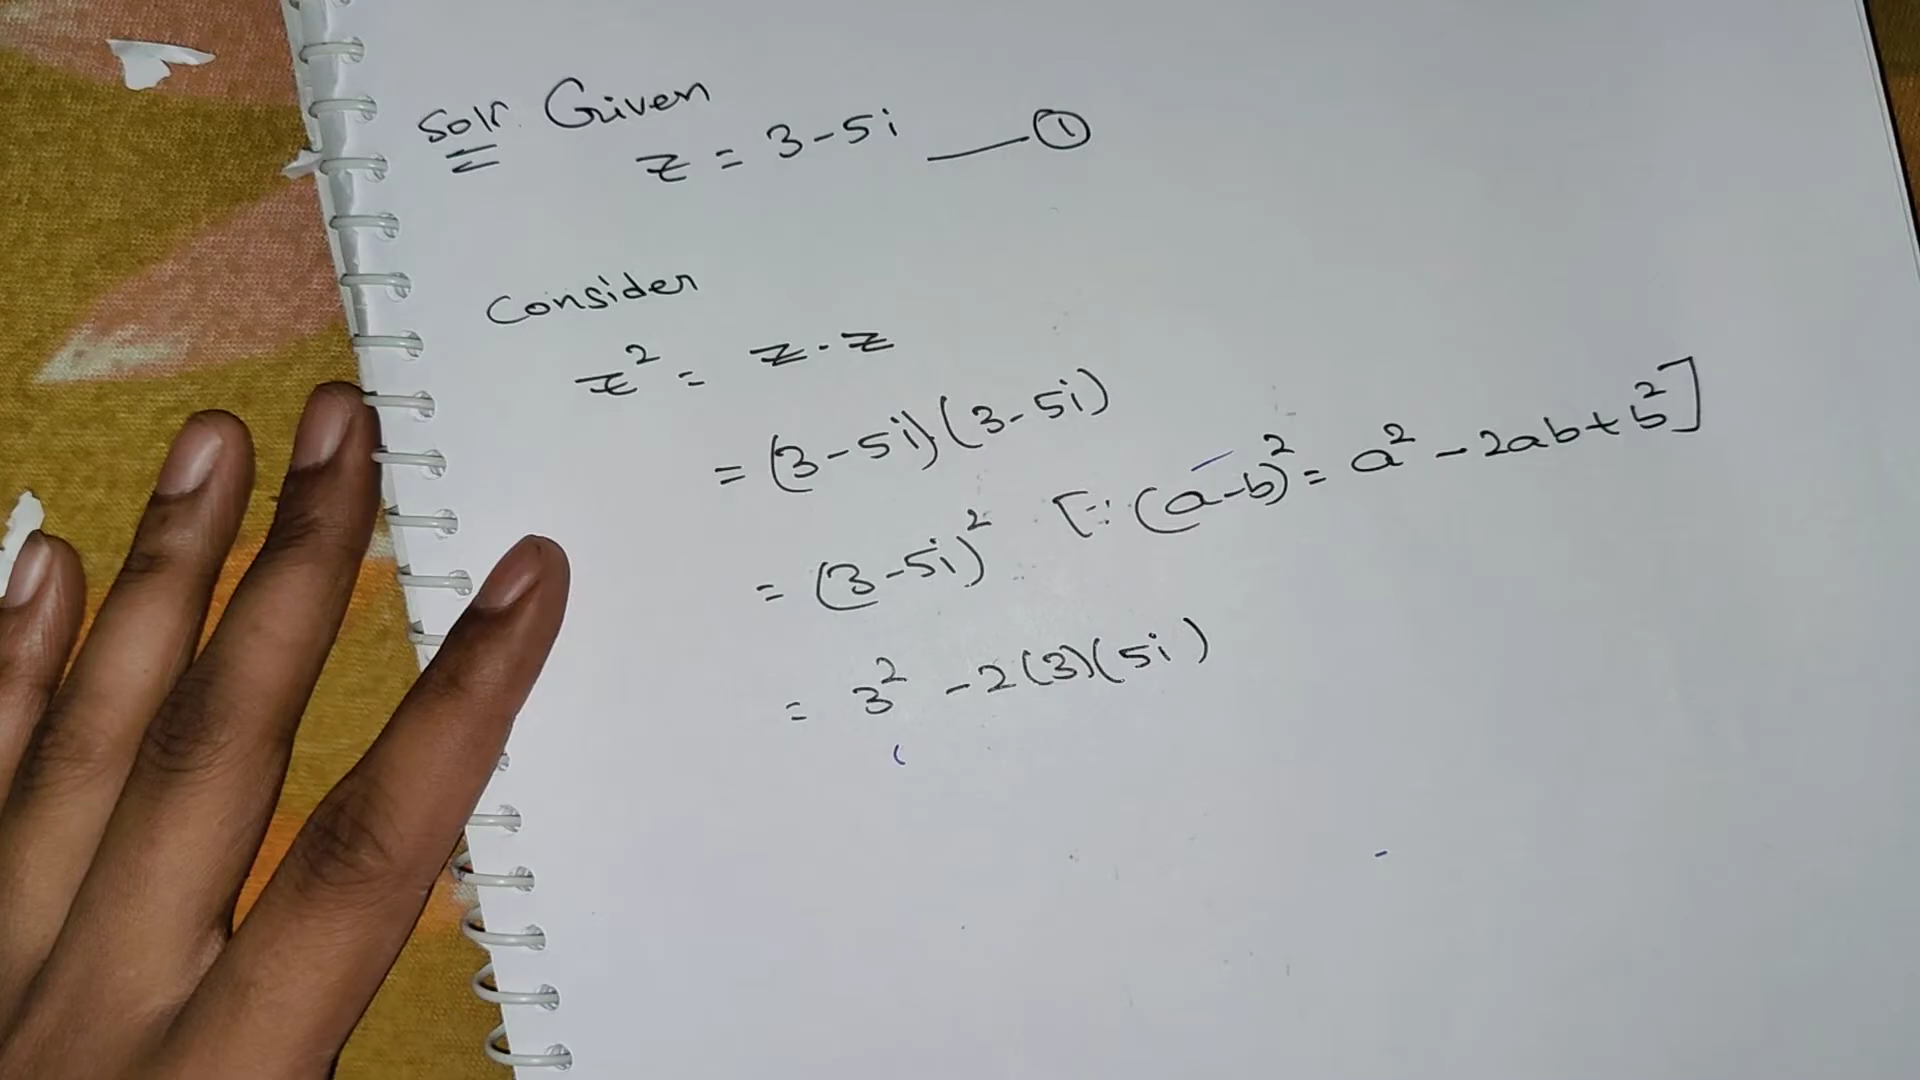 Soln: Given
z = 3-5i —— ①
Consider
z² = z·z
= (3-5i)·(3-5i)
= (3-5i)² [∵ (a-b)² = a² - 2ab + b²]
= 3² - 2(3)(5i)